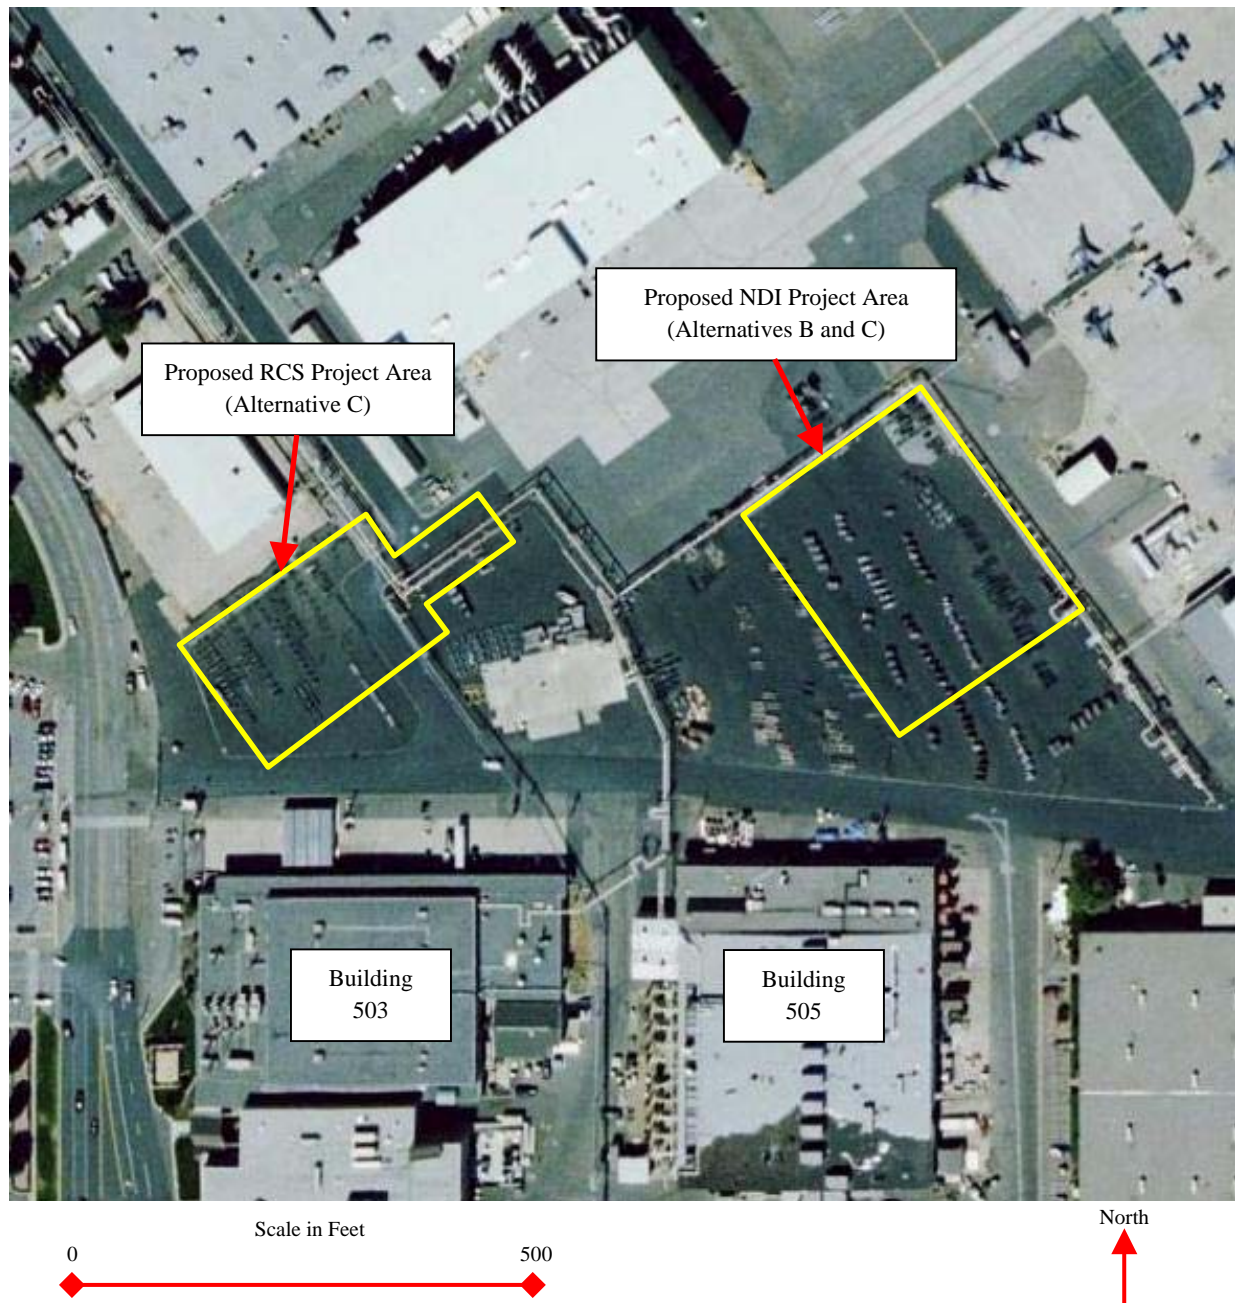 Proposed NDI Project Area
(Alternatives B and C)
Proposed RCS Project Area
(Alternative C)
Building
503
Building
505
Scale in Feet
0
500
North